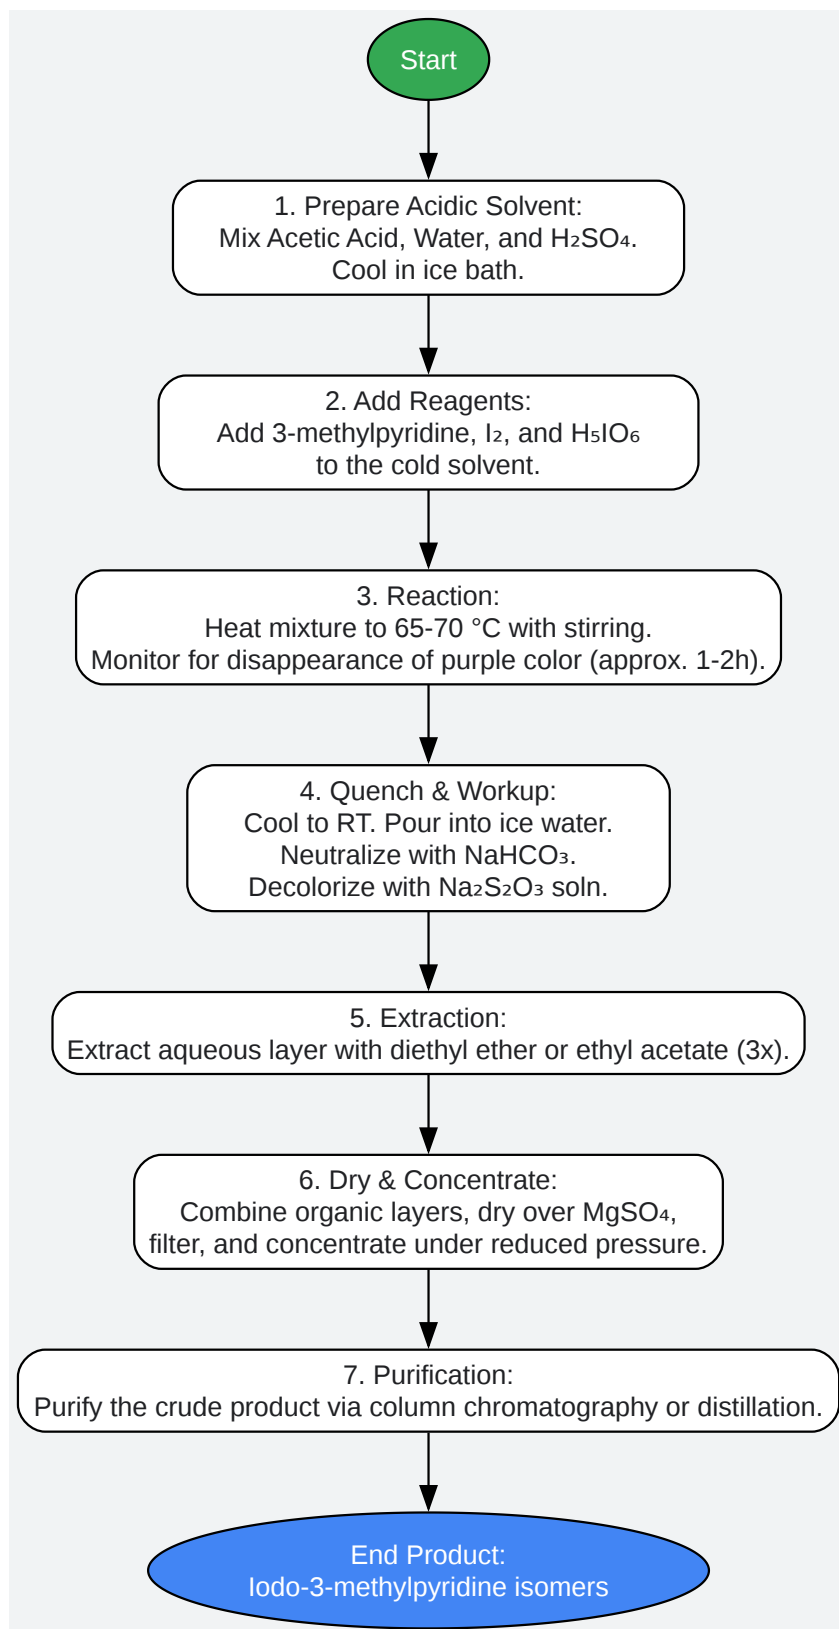 Start
1. Prepare Acidic Solvent:
Mix Acetic Acid, Water, and H₂SO₄.
Cool in ice bath.
2. Add Reagents:
Add 3-methylpyridine, I₂, and H₅IO₆
to the cold solvent.
3. Reaction:
Heat mixture to 65-70 °C with stirring.
Monitor for disappearance of purple color (approx. 1-2h).
4. Quench & Workup:
Cool to RT. Pour into ice water.
Neutralize with NaHCO₃.
Decolorize with Na₂S₂O₃ soln.
5. Extraction:
Extract aqueous layer with diethyl ether or ethyl acetate (3x).
6. Dry & Concentrate:
Combine organic layers, dry over MgSO₄,
filter, and concentrate under reduced pressure.
7. Purification:
Purify the crude product via column chromatography or distillation.
End Product:
Iodo-3-methylpyridine isomers